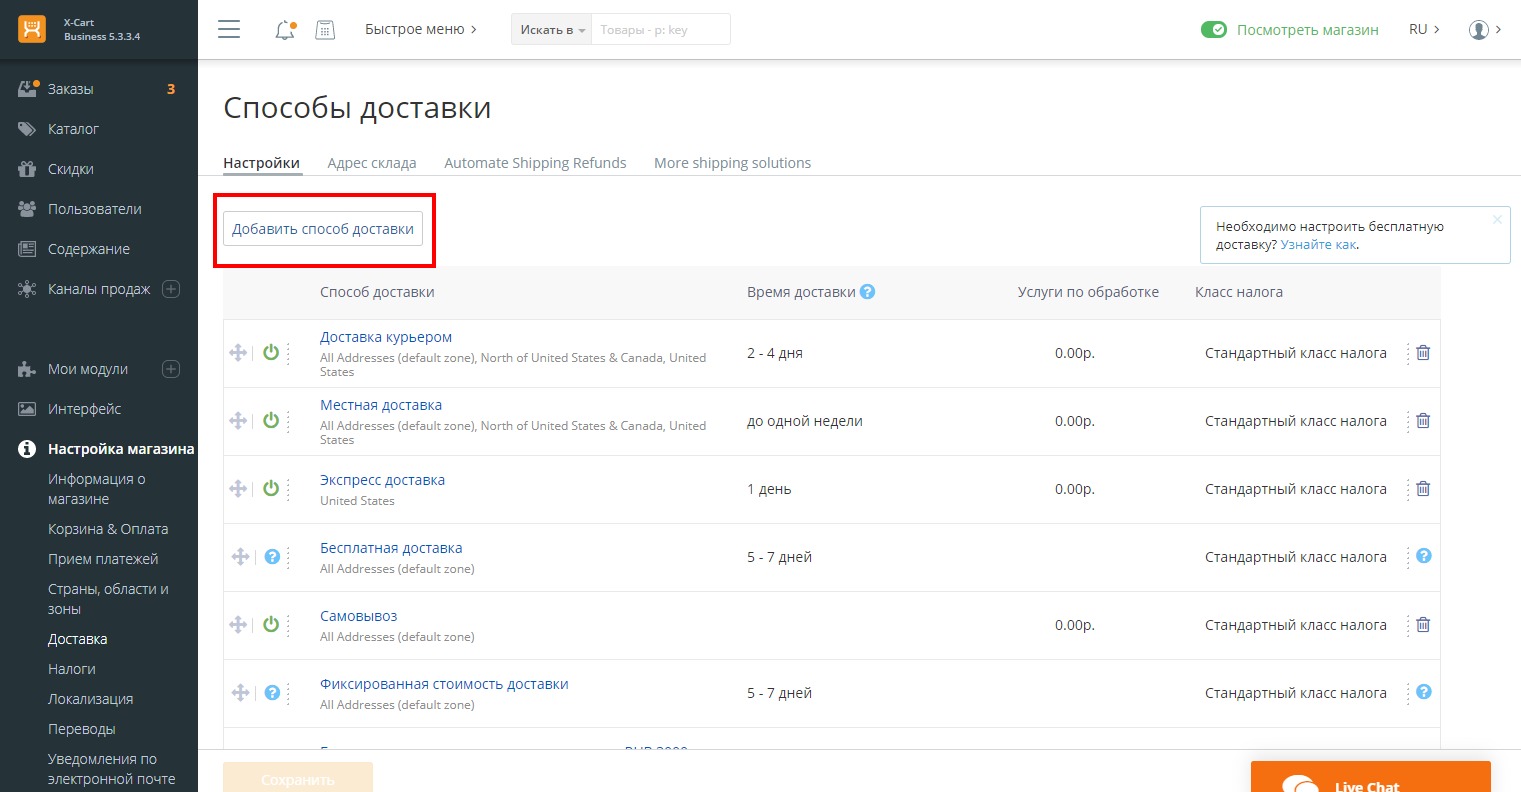 X-Cart
Business 5.3.3.4
Быстрое меню
Искать в
Товары - p: key
Посмотреть магазин
RU
Заказы
3
Каталог
Скидки
Пользователи
Содержание
Каналы продаж
Мои модули
Интерфейс
Настройка магазина
Информация о
магазине
Корзина & Оплата
Прием платежей
Страны, области и
зоны
Доставка
Налоги
Локализация
Переводы
Уведомления по
электронной почте
Способы доставки
Настройки
Адрес склада
Automate Shipping Refunds
More shipping solutions
Добавить способ доставки
Необходимо настроить бесплатную
доставку? Узнайте как.
Способ доставки
Время доставки
Услуги по обработке
Класс налога
Доставка курьером
All Addresses (default zone), North of United States & Canada, United
States
2 - 4 дня
0.00р.
Стандартный класс налога
Местная доставка
All Addresses (default zone), North of United States & Canada, United
States
до одной недели
0.00р.
Стандартный класс налога
Экспресс доставка
United States
1 день
0.00р.
Стандартный класс налога
Бесплатная доставка
All Addresses (default zone)
5 - 7 дней
Стандартный класс налога
Самовывоз
All Addresses (default zone)
0.00р.
Стандартный класс налога
Фиксированная стоимость доставки
All Addresses (default zone)
5 - 7 дней
Стандартный класс налога
Сохранить
Live Chat